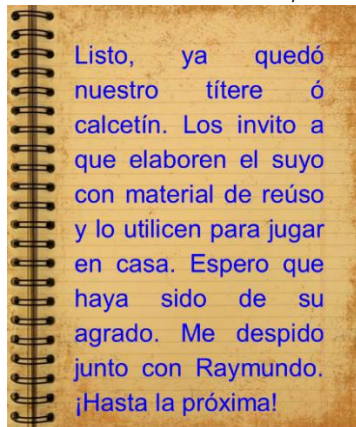 Listo, ya quedó
nuestro títere ó
calcetín. Los invito a
que elaboren el suyo
con material de reúso
y lo utilicen para jugar
en casa. Espero que
haya sido de su
agrado. Me despido
junto con Raymundo.
¡Hasta la próxima!